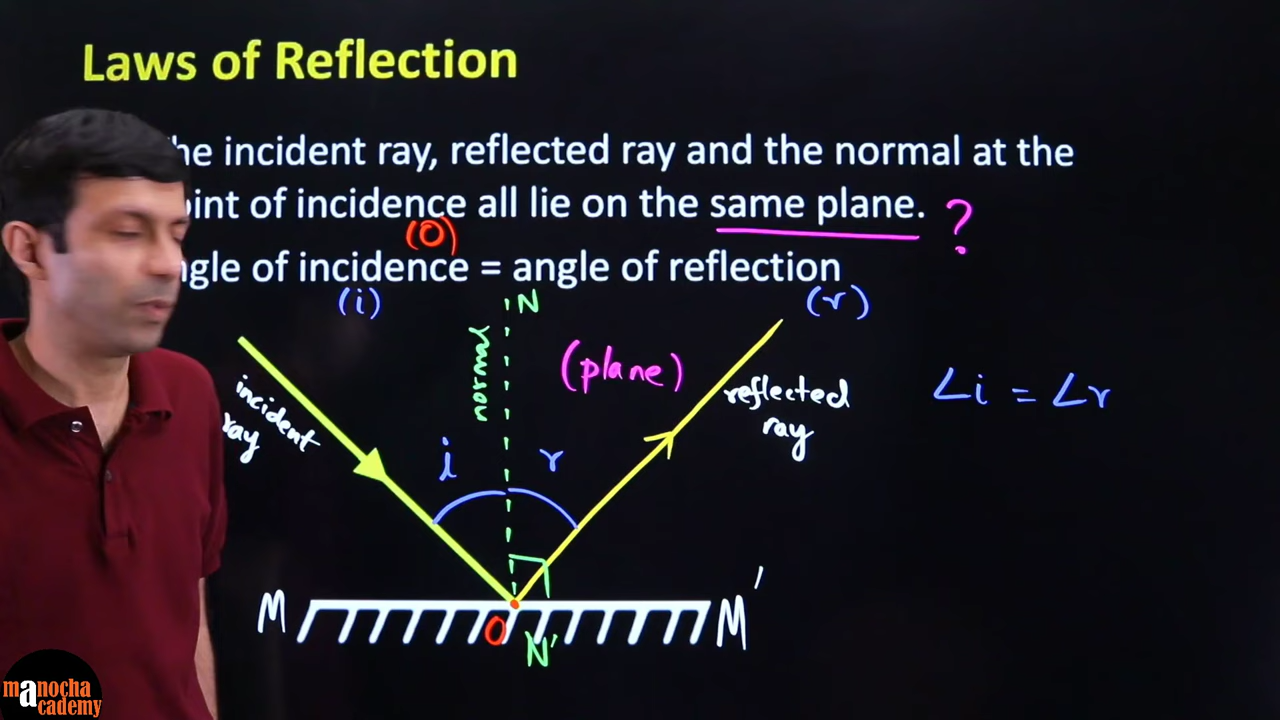 Laws of Reflection
he incident ray, reflected ray and the normal at the
oint of incidence all lie on the same plane. ?
(O)
ngle of incidence = angle of reflection
(i)
(r)
N
normal
(plane)
incident
ray
reflected
ray
∠i = ∠r
i
r
M
O
N'
M'
manocha
academy